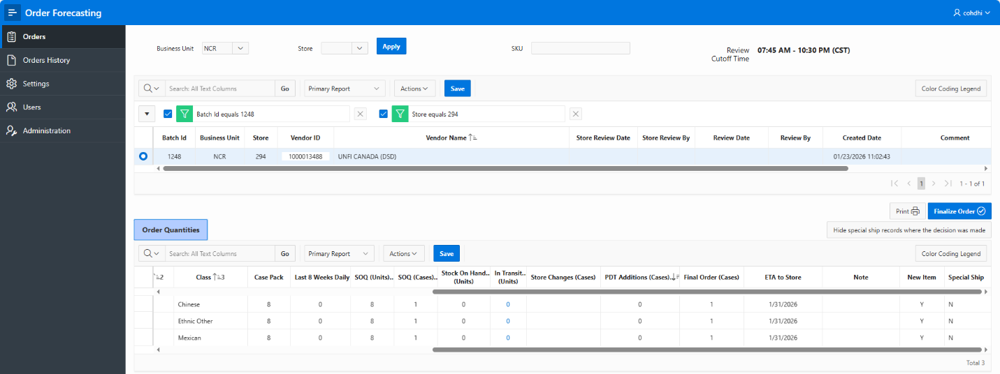 Order Forecasting
cohdhi
Orders
Orders History
Settings
Users
Administration
Business Unit NCR Store Apply SKU Review Cutoff Time 07:45 AM - 10:30 PM (CST)
Search: All Text Columns Go Primary Report Actions Save Color Coding Legend
Batch Id equals 1248 Store equals 294
Batch Id Business Unit Store Vendor ID Vendor Name Store Review Date Store Review By Review Date Review By Created Date Comment
1248 NCR 294 1000013488 UNFI CANADA (DSD) 01/23/2026 11:02:43
1 1 - 1 of 1
Print Finalize Order
Order Quantities
Hide special ship records where the decision was made
Search: All Text Columns Go Primary Report Actions Save Color Coding Legend
2 Class 3 Case Pack Last 8 Weeks Daily SOQ (Units).. SOQ (Cases).. Stock On Hand.. (Units) In Transit.. (Units) Store Changes (Cases) PDT Additions (Cases).. Final Order (Cases) ETA to Store Note New Item Special Ship
Chinese 8 0 8 1 0 0 0 1 1/31/2026 Y N
Ethnic Other 8 0 8 1 0 0 0 1 1/31/2026 Y N
Mexican 8 0 8 1 0 0 0 1 1/31/2026 Y N
Total 3